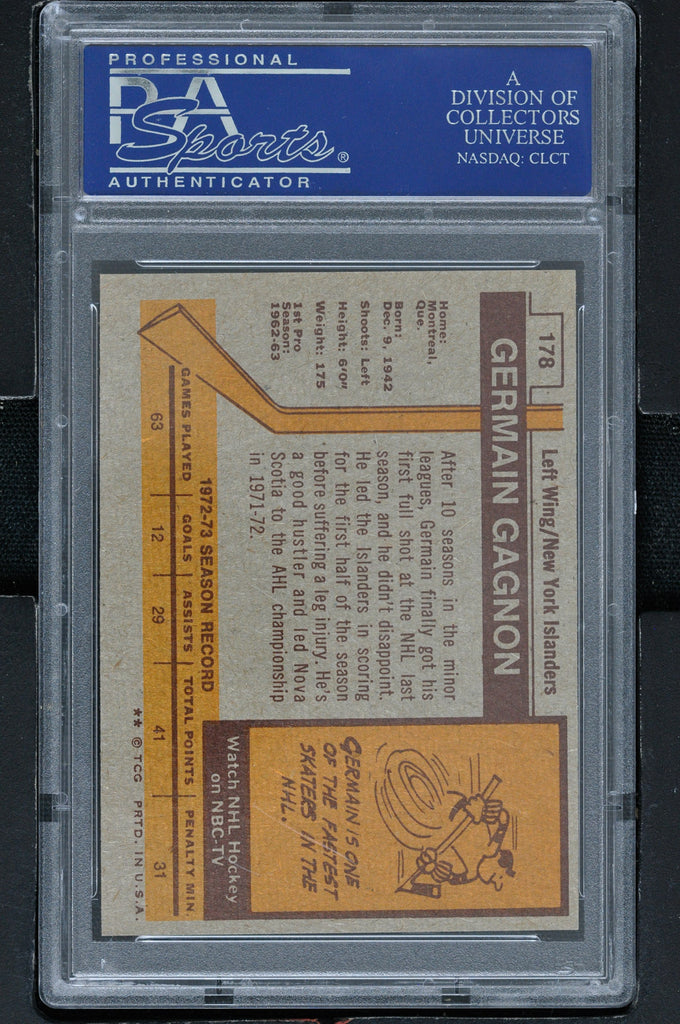 PROFESSIONAL
PSA
Sports®
AUTHENTICATOR
A
DIVISION OF
COLLECTORS
UNIVERSE
NASDAQ: CLCT
178
Left Wing/New York Islanders
GERMAIN GAGNON
Home:
Montreal,
Que.
Born:
Dec. 9, 1942
Shoots: Left
Height: 6'0"
Weight: 175
1st Pro
Season:
1962-63
After 10 seasons in the minor
leagues, Germain finally got his
first full shot at the NHL last
season, and he didn't disappoint.
He led the Islanders in scoring
for the first half of the season
before suffering a leg injury. He's
a good hustler and led Nova
Scotia to the AHL championship
in 1971-72.
GERMAIN IS ONE
OF THE FASTEST
SKATERS IN THE
NHL.
Watch NHL Hockey
on NBC-TV
1972-73 SEASON RECORD
GAMES PLAYED | GOALS | ASSISTS | TOTAL POINTS | PENALTY MIN.
63 12 29 41 31
** © TCG PRTD. IN U.S.A.